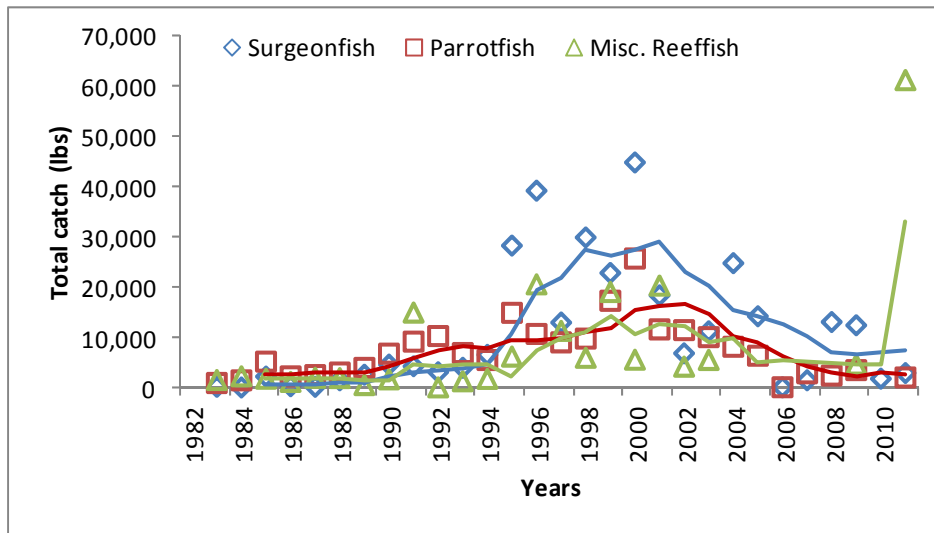 70,000
Surgeonfish Parrotfish Misc. Reeffish
60,000
50,000
40,000
30,000
20,000
10,000
0
Total catch (lbs)
1982 1984 1985 1986 1988 1990 1992 1994 1996 1998 2000 2002 2004 2006 2008 2010
Years